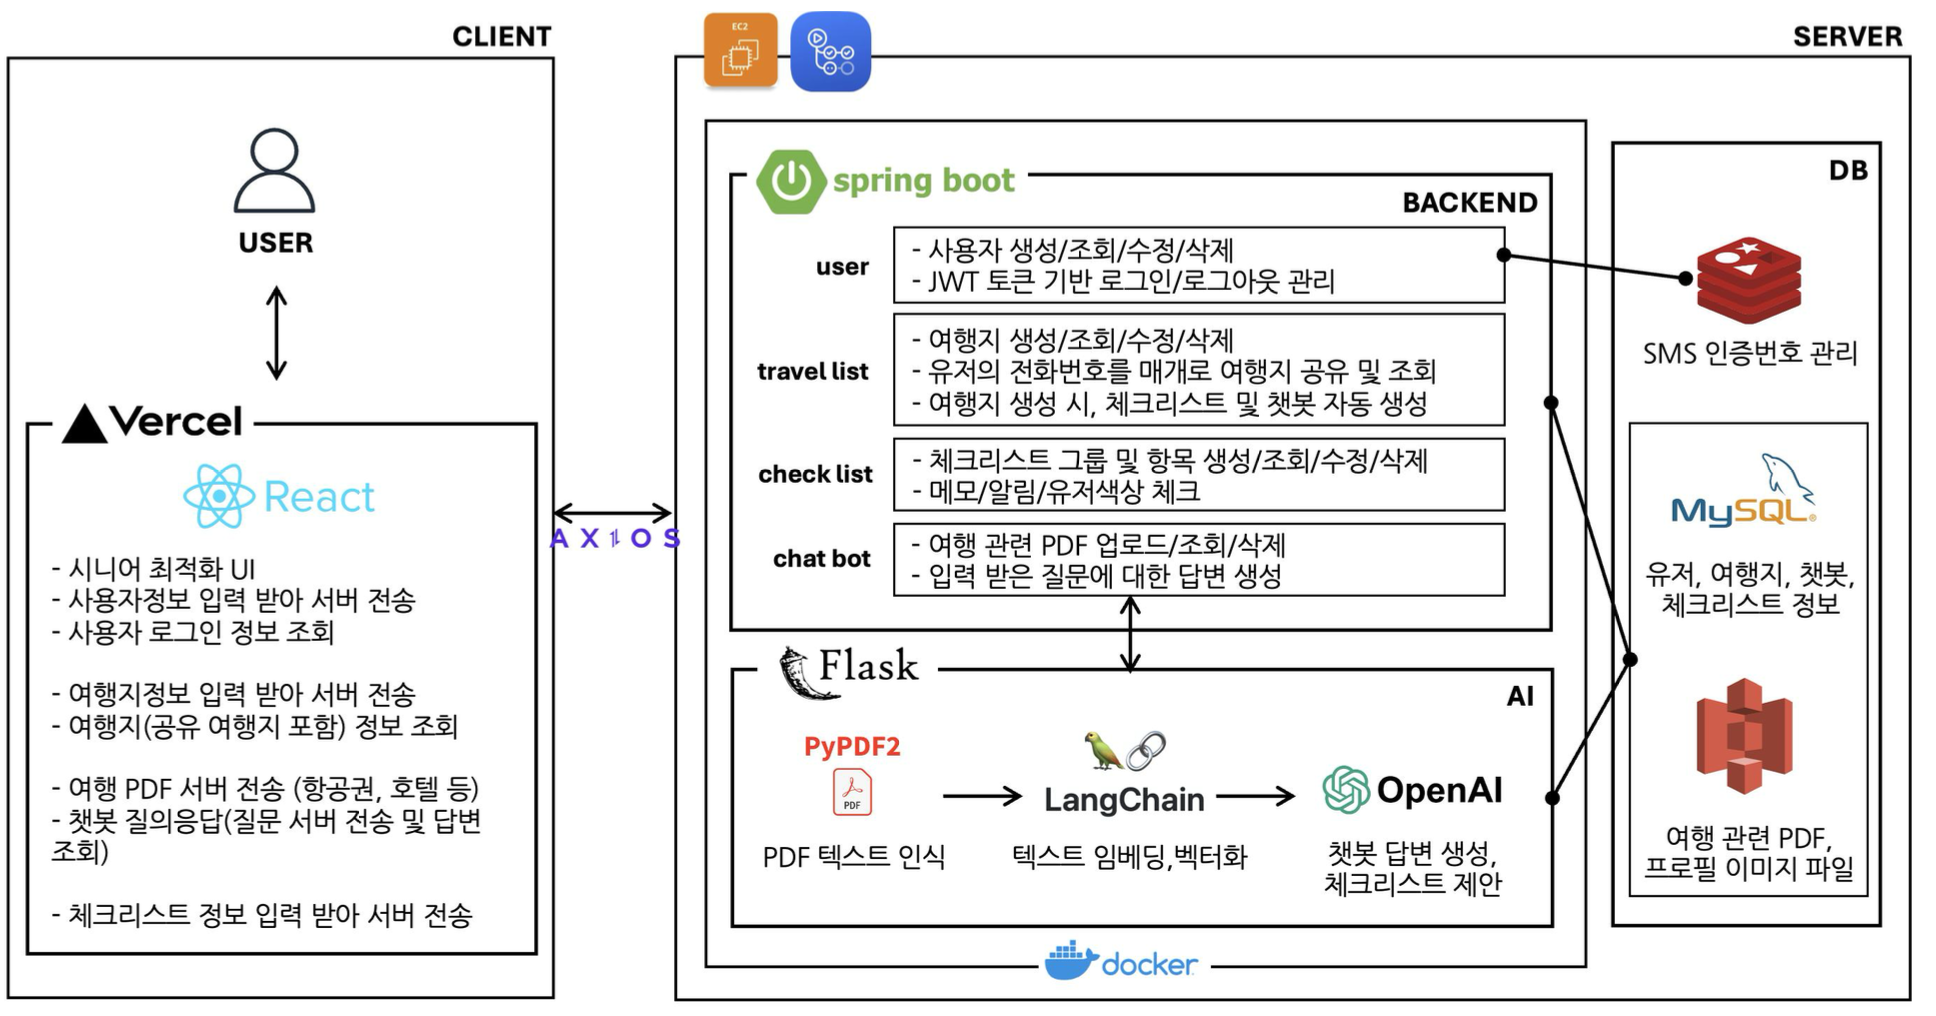 CLIENT
USER
Vercel
React
- 시니어 최적화 UI
- 사용자정보 입력 받아 서버 전송
- 사용자 로그인 정보 조회
- 여행지정보 입력 받아 서버 전송
- 여행지(공유 여행지 포함) 정보 조회
- 여행 PDF 서버 전송 (항공권, 호텔 등)
- 챗봇 질의응답(질문 서버 전송 및 답변
조회)
- 체크리스트 정보 입력 받아 서버 전송
AXIOS
EC2
SERVER
spring boot
BACKEND
user
- 사용자 생성/조회/수정/삭제
- JWT 토큰 기반 로그인/로그아웃 관리
travel list
- 여행지 생성/조회/수정/삭제
- 유저의 전화번호를 매개로 여행지 공유 및 조회
- 여행지 생성 시, 체크리스트 및 챗봇 자동 생성
check list
- 체크리스트 그룹 및 항목 생성/조회/수정/삭제
- 메모/알림/유저색상 체크
chat bot
- 여행 관련 PDF 업로드/조회/삭제
- 입력 받은 질문에 대한 답변 생성
Flask
AI
PyPDF2
PDF
PDF 텍스트 인식
LangChain
텍스트 임베딩,벡터화
OpenAI
챗봇 답변 생성,
체크리스트 제안
docker
DB
SMS 인증번호 관리
MySQL®
유저, 여행지, 챗봇,
체크리스트 정보
여행 관련 PDF,
프로필 이미지 파일